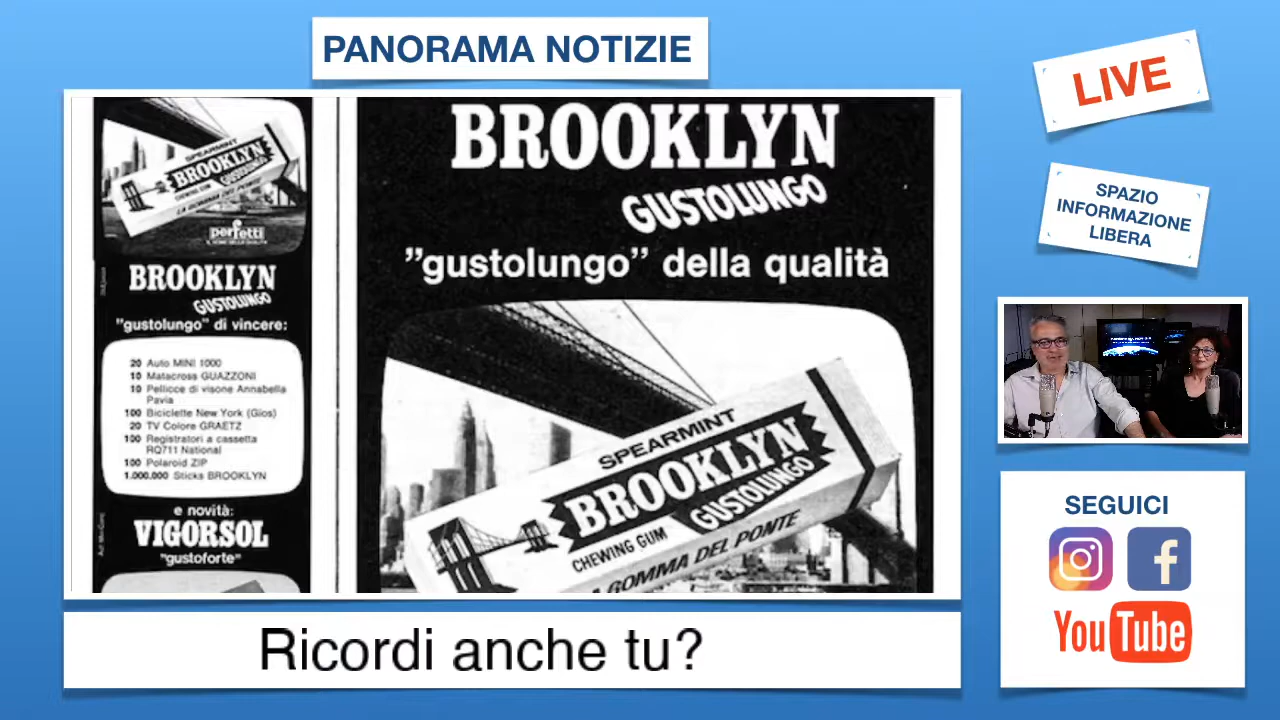 PANORAMA NOTIZIE
LIVE
SPAZIO
INFORMAZIONE
LIBERA
SPEARMINT
BROOKLYN
GUSTOLUNGO
CHEWING GUM
perfetti
BROOKLYN
GUSTOLUNGO
"gustolungo" di vincere:
20 Auto MINI 1000
10 Matacross GUAZZONI
10 Pellicce di visone Annabella
Pavia
100 Biciclette New York (Gios)
20 TV Colore GRAETZ
100 Registratori a cassetta
RQ711 National
100 Polaroid ZIP
1.000.000 Sticks BROOKLYN
e novità:
VIGORSOL
"gustoforte"
BROOKLYN
GUSTOLUNGO
"gustolungo" della qualità
SPEARMINT
BROOKLYN
GUSTOLUNGO
CHEWING GUM
GOMMA DEL PONTE
SEGUICI
YouTube
Ricordi anche tu?